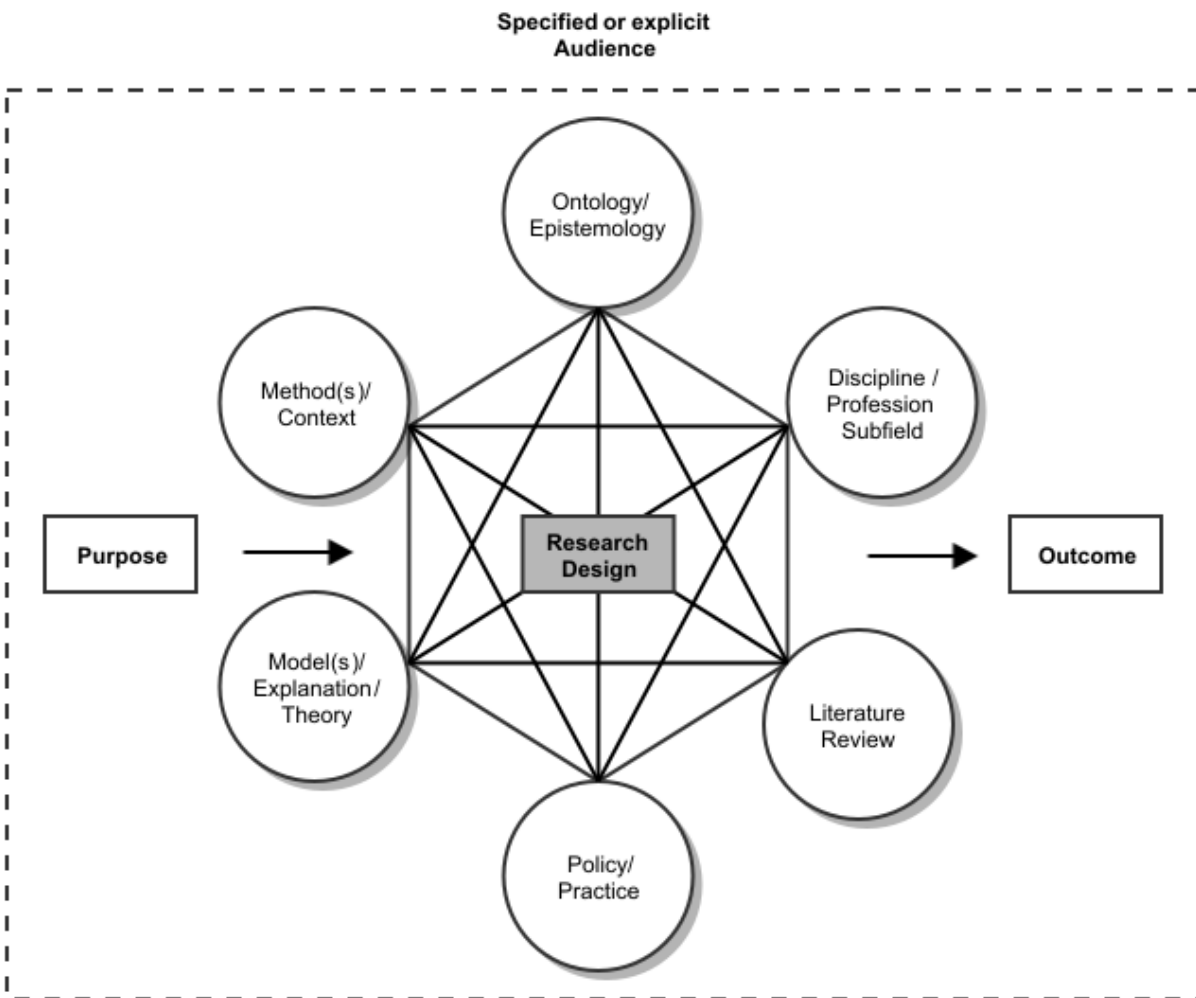 Specified or explicit
Audience
Ontology/
Epistemology
Method(s)/
Context
Discipline /
Profession
Subfield
Purpose
Research
Design
Outcome
Model(s)/
Explanation/
Theory
Literature
Review
Policy/
Practice